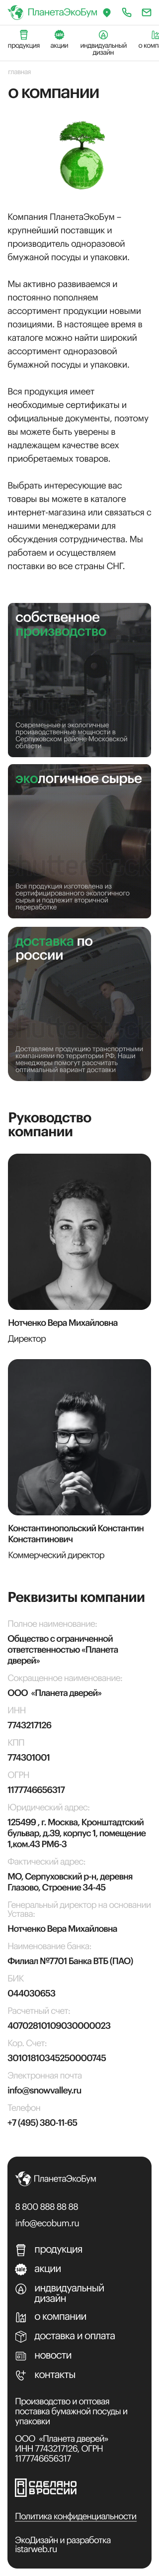 ПланетаЭкоБум
продукция
акции
индвидуальный
дизайн
о комп
главная
о компании
Компания ПланетаЭкоБум –
крупнейший поставщик и
производитель одноразовой
бумажной посуды и упаковки.
Мы активно развиваемся и
постоянно пополняем
ассортимент продукции новыми
позициями. В настоящее время в
каталоге можно найти широкий
ассортимент одноразовой
бумажной посуды и упаковки.
Вся продукция имеет
необходимые сертификаты и
официальные документы, поэтому
вы можете быть уверены в
надлежащем качестве всех
приобретаемых товаров.
Выбрать интересующие вас
товары вы можете в каталоге
интернет-магазина или связаться с
нашими менеджерами для
обсуждения сотрудничества. Мы
работаем и осуществляем
поставки во все страны СНГ.
собственное
производство
Современные и экологичные
производственные мощности в
Серпуховском районе Московской
области
экологичное сырье
Вся продукция изготовлена из
сертифицированного экологичного
сырья и подлежит вторичной
переработке
доставка по
россии
Доставляем продукцию транспортными
компаниями по территории РФ. Наши
менеджеры помогут рассчитать
оптимальный вариант доставки
Руководство
компании
Нотченко Вера Михайловна
Директор
Константинопольский Константин
Константинович
Коммерческий директор
Реквизиты компании
Полное наименование:
Общество с ограниченной
ответственностью «Планета
дверей»
Сокращенное наименование:
ООО «Планета дверей»
ИНН
7743217126
КПП
774301001
ОГРН
1177746656317
Юридический адрес:
125499 , г. Москва, Кронштадтский
бульвар, д.39, корпус 1, помещение
1,ком.43 РМ6-3
Фактический адрес:
МО, Серпуховский р-н, деревня
Глазово, Строение 34-45
Генеральный директор на основании
Устава:
Нотченко Вера Михайловна
Наименование банка:
Филиал №7701 Банка ВТБ (ПАО)
БИК
044030653
Расчетный счет:
40702810109030000023
Кор. Счет:
30101810345250000745
Электронная почта
info@snowvalley.ru
Телефон
+7 (495) 380-11-65
ПланетаЭкоБум
8 800 888 88 88
info@ecobum.ru
продукция
акции
индвидуальный
дизайн
о компании
доставка и оплата
новости
контакты
Производство и оптовая
поставка бумажной посуды и
упаковки
ООО «Планета дверей»
ИНН 7743217126, ОГРН
1177746656317
СДЕЛАНО
В РОССИИ
Политика конфиденциальности
ЭкоДизайн и разработка
istarweb.ru